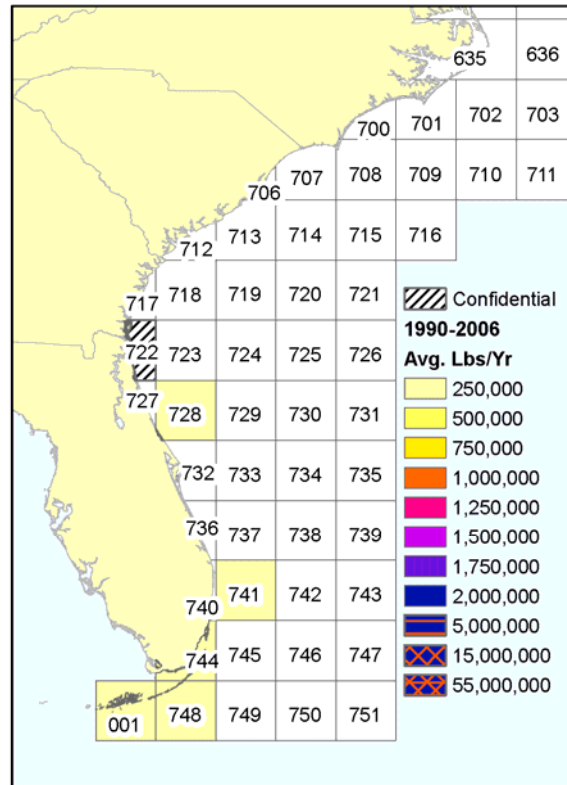 635 636
700 701 702 703
706 707 708 709 710 711
712 713 714 715 716
717 718 719 720 721
Confidential
1990-2006
722 723 724 725 726
Avg. Lbs/Yr
250,000
727 728 729 730 731
500,000
750,000
732 733 734 735
1,000,000
1,250,000
736 737 738 739
1,500,000
1,750,000
740 741 742 743
2,000,000
5,000,000
744 745 746 747
15,000,000
55,000,000
001 748 749 750 751